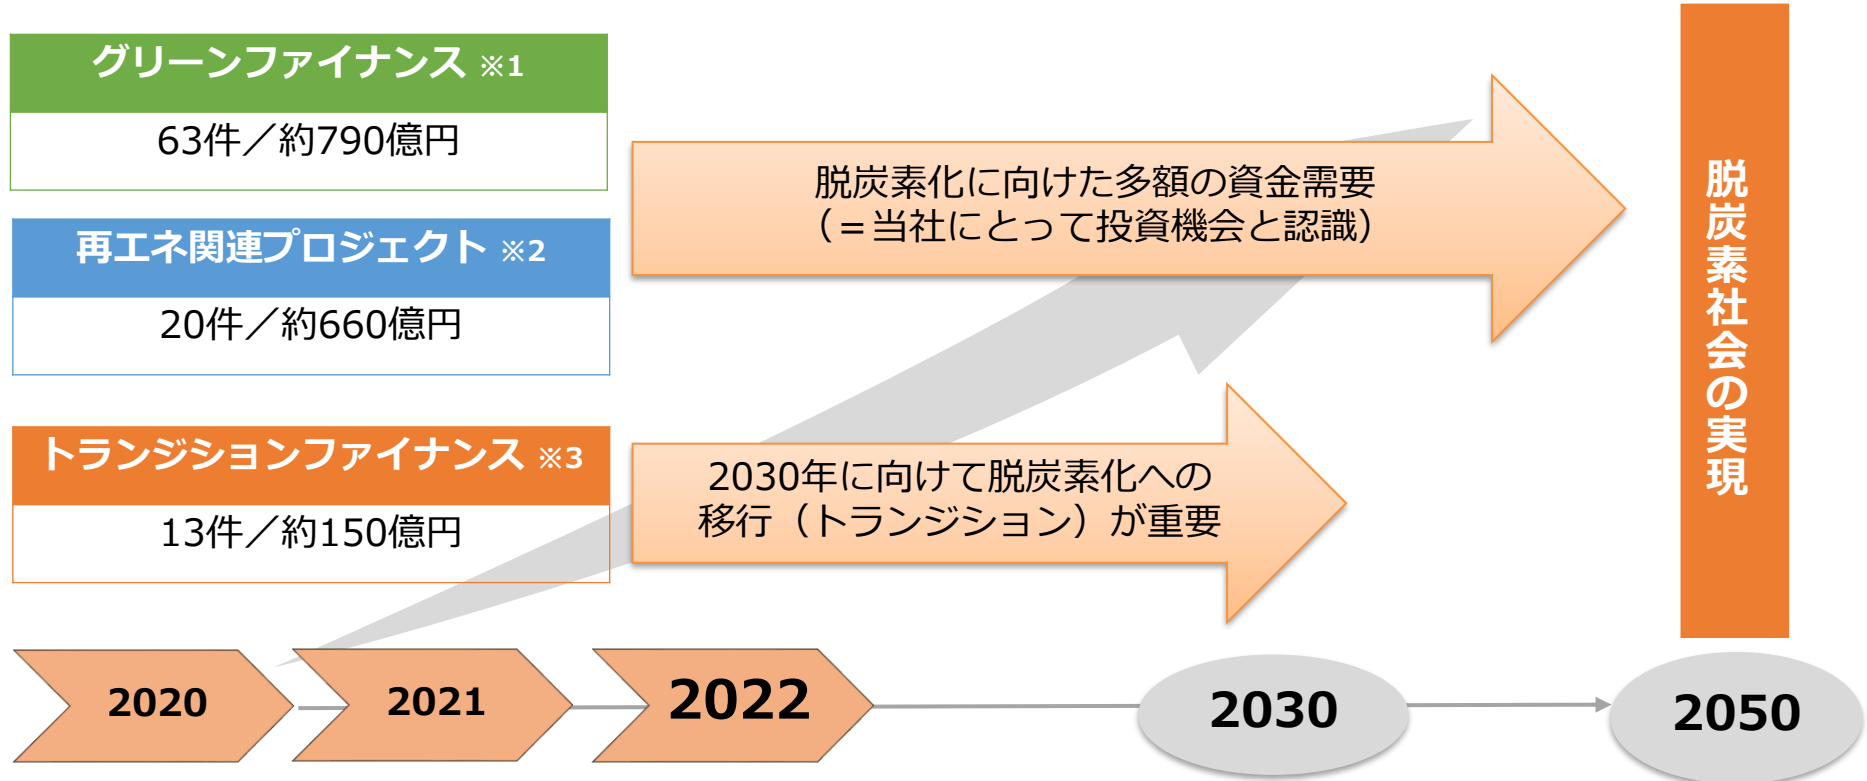 グリーンファイナンス ※1
63件／約790億円
再エネ関連プロジェクト ※2
20件／約660億円
トランジションファイナンス ※3
13件／約150億円
脱炭素化に向けた多額の資金需要
（＝当社にとって投資機会と認識）
2030年に向けて脱炭素化への
移行（トランジション）が重要
脱炭素社会の実現
2020
2021
2022
2030
2050